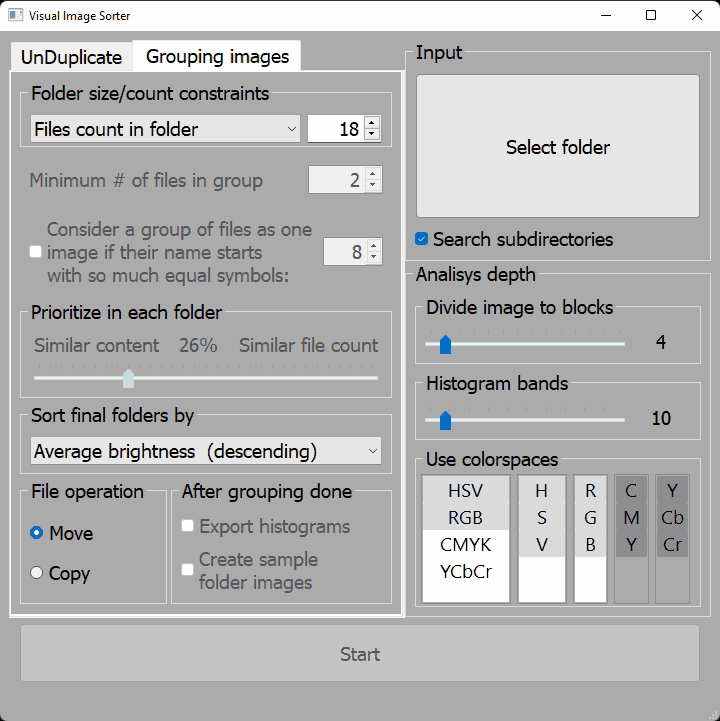 Visual Image Sorter
UnDuplicate
Grouping images
Folder size/count constraints
Files count in folder
18
Minimum # of files in group
2
Consider a group of files as one
image if their name starts
with so much equal symbols:
8
Prioritize in each folder
Similar content 26% Similar file count
Sort final folders by
Average brightness (descending)
File operation
Move
Copy
After grouping done
Export histograms
Create sample
folder images
Input
Select folder
Search subdirectories
Analisys depth
Divide image to blocks
4
Histogram bands
10
Use colorspaces
HSV
RGB
CMYK
YCbCr
H
S
V
R
G
B
C
M
Y
Y
Cb
Cr
Start